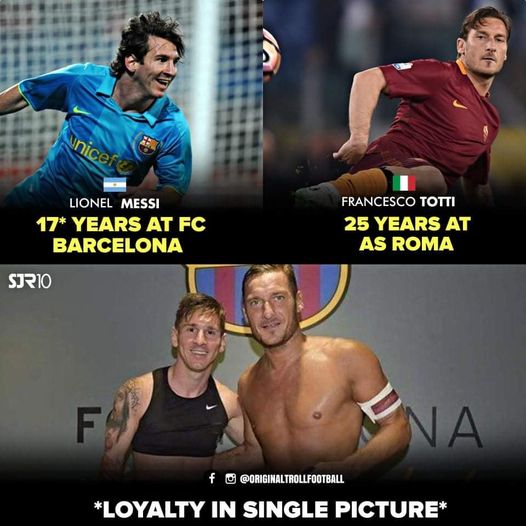 unicef
LIONEL MESSI
17* YEARS AT FC
BARCELONA
FRANCESCO TOTTI
25 YEARS AT
AS ROMA
SJR10
F NA
@ORIGINALTROLLFOOTBALL
*LOYALTY IN SINGLE PICTURE*